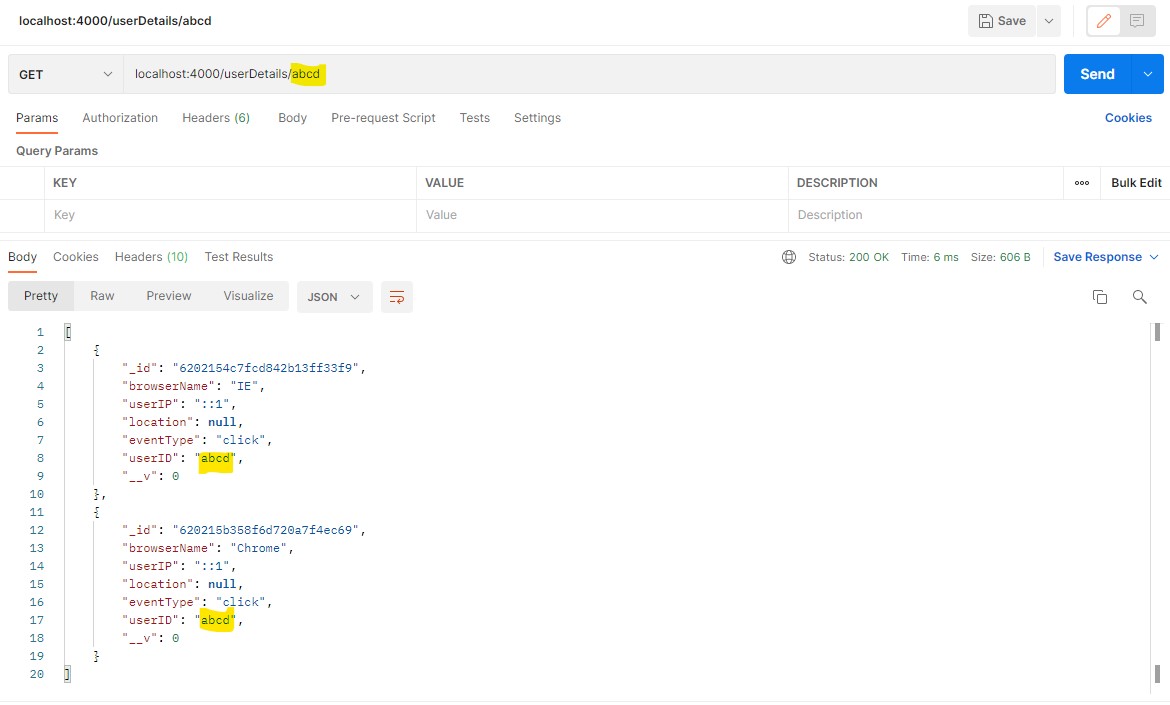 localhost:4000/userDetails/abcd
Save
GET
localhost:4000/userDetails/abcd
Send
Params Authorization Headers (6) Body Pre-request Script Tests Settings Cookies
Query Params
KEY VALUE DESCRIPTION ooo Bulk Edit
Key Value Description
Body Cookies Headers (10) Test Results Status: 200 OK Time: 6 ms Size: 606 B Save Response
Pretty Raw Preview Visualize JSON
1 [
2 {
3 "_id": "6202154c7fcd842b13ff33f9",
4 "browserName": "IE",
5 "userIP": "::1",
6 "location": null,
7 "eventType": "click",
8 "userID": "abcd",
9 "__v": 0
10 },
11 {
12 "_id": "620215b358f6d720a7f4ec69",
13 "browserName": "Chrome",
14 "userIP": "::1",
15 "location": null,
16 "eventType": "click",
17 "userID": "abcd",
18 "__v": 0
19 }
20 ]